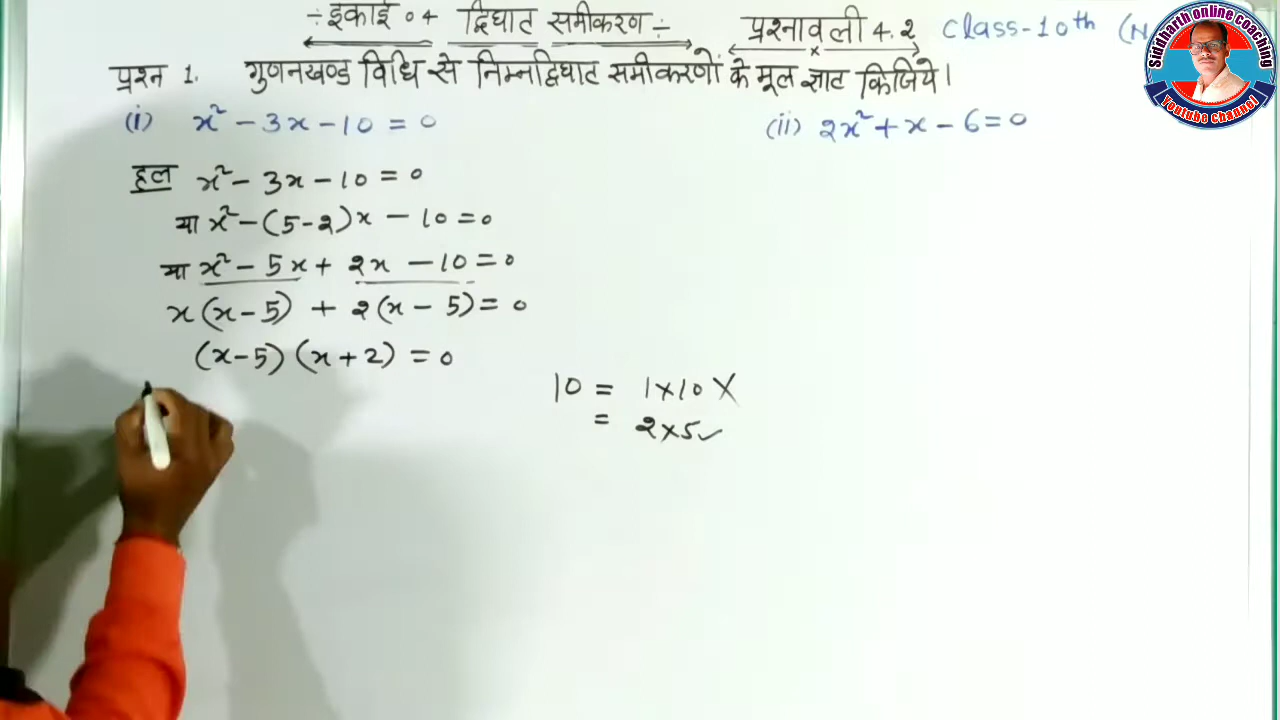 ÷ इकाई ०4 द्विघात समीकरण ÷ प्रश्नावली 4.2 Class-10th (N
प्रश्न 1. गुणनखण्ड विधि से निम्न द्विघात समीकरणों के मूल ज्ञात किजिये।
(i) x² - 3x - 10 = 0 (ii) 2x² + x - 6 = 0
हल x² - 3x - 10 = 0
या x² - (5-2)x - 10 = 0
या x² - 5x + 2x - 10 = 0
x(x-5) + 2(x-5) = 0
(x-5) (x+2) = 0
10 = 1×10 X
= 2×5 ✓
Siddharth online coaching
Youtube channel